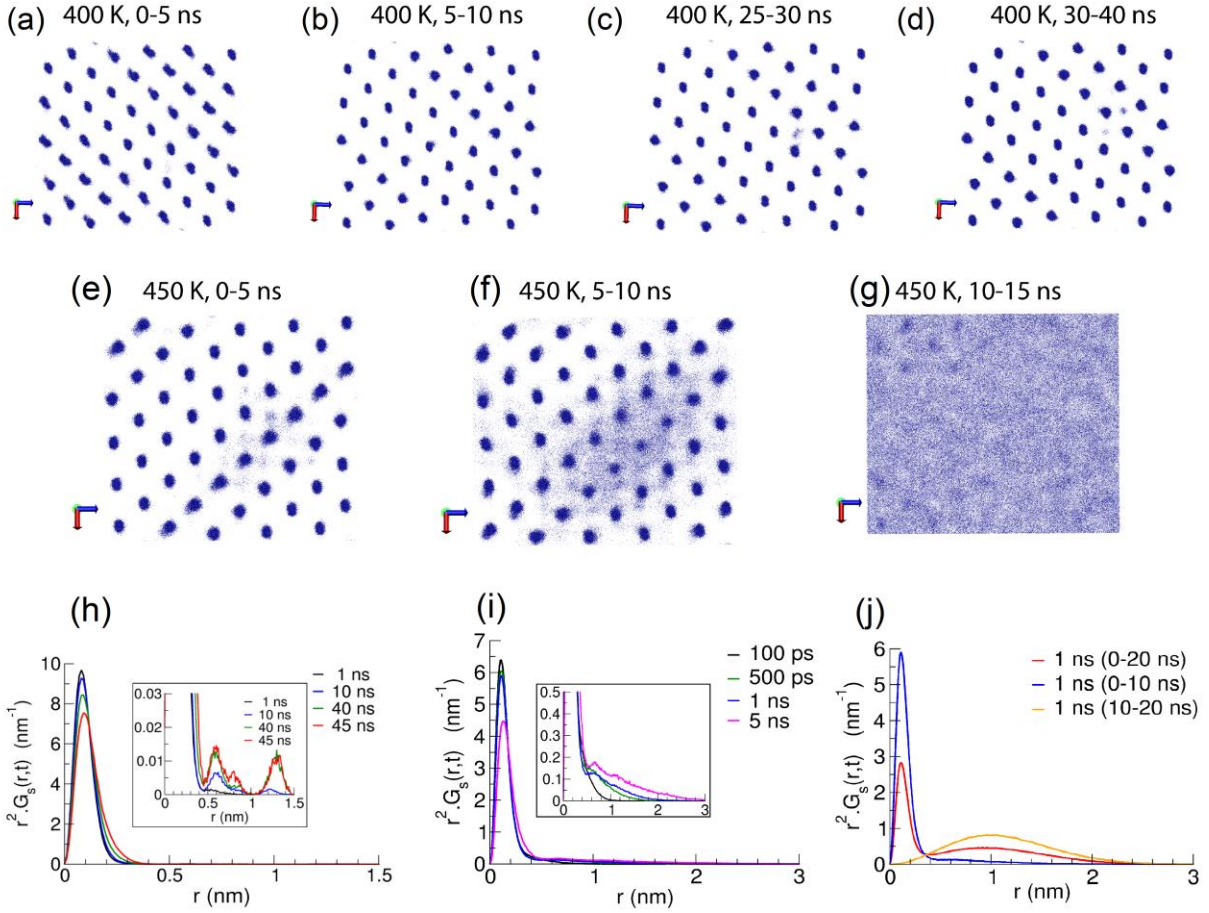 (a) 400 K, 0-5 ns
(b) 400 K, 5-10 ns
(c) 400 K, 25-30 ns
(d) 400 K, 30-40 ns
(e) 450 K, 0-5 ns
(f) 450 K, 5-10 ns
(g) 450 K, 10-15 ns
(h)
r².Gₛ(r,t) (nm⁻¹)
10
8
6
4
2
0
0 0.5 1 1.5
r (nm)
1 ns
10 ns
40 ns
45 ns
0.03
0.02
0.01
0
0 0.5 1 1.5
r (nm)
1 ns
10 ns
40 ns
45 ns
(i)
r².Gₛ(r,t) (nm⁻¹)
7
6
5
4
3
2
1
0
0 1 2 3
r (nm)
100 ps
500 ps
1 ns
5 ns
0.5
0.4
0.3
0.2
0.1
0
0 1 2 3
r (nm)
(j)
r².Gₛ(r,t) (nm⁻¹)
6
5
4
3
2
1
0
0 1 2 3
r (nm)
1 ns (0-20 ns)
1 ns (0-10 ns)
1 ns (10-20 ns)